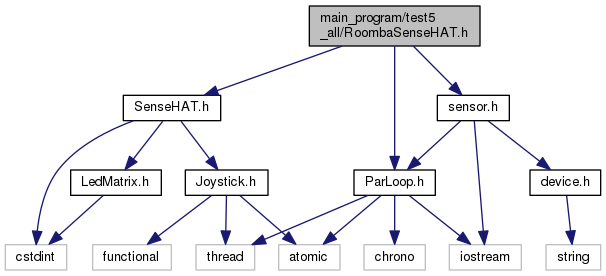 main_program/test5
_all/RoombaSenseHAT.h
SenseHAT.h
sensor.h
LedMatrix.h
Joystick.h
ParLoop.h
device.h
cstdint
functional
thread
atomic
chrono
iostream
string